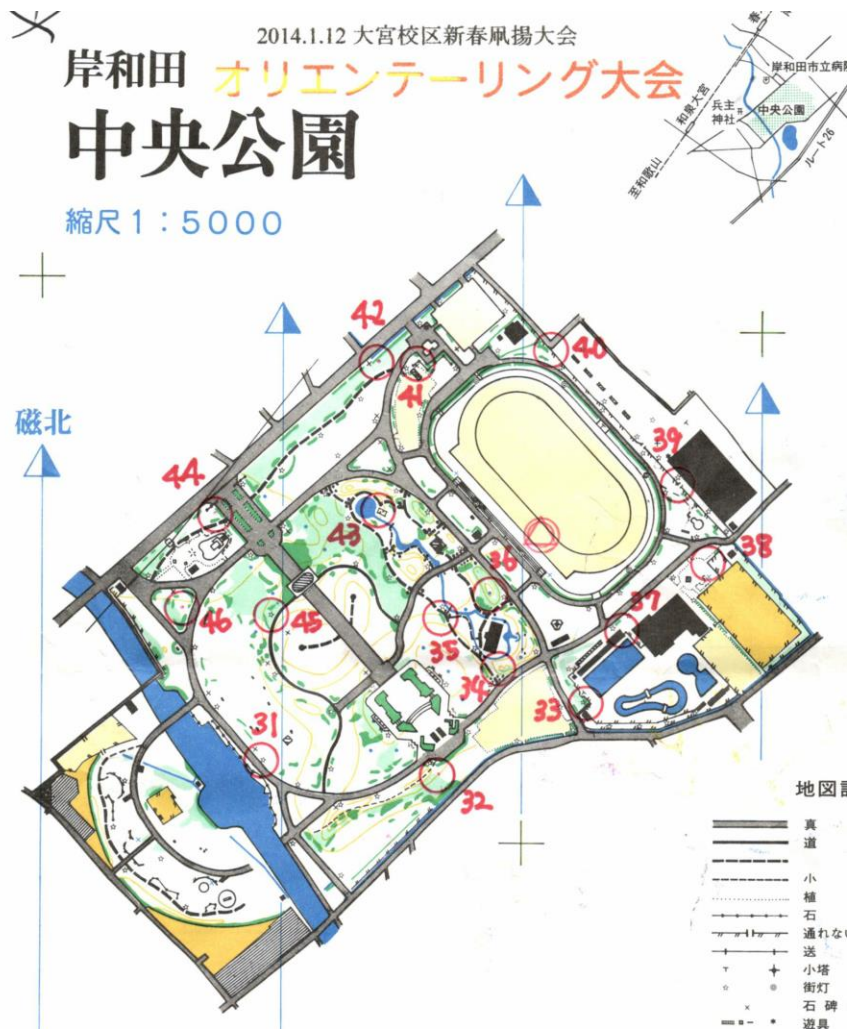 2014.1.12 大宮校区新春凧揚大会
岸和田 オリエンテーリング大会
中央公園
縮尺1:5000
岸和田市立病院
兵主神社
中央公園
和泉大宮
至和歌山
ルート26
磁北
42
41
40
39
44
43
38
36
37
46
45
35
34
33
31
32
地図記
真
道
小
植
石
通れない
送
小塔
街灯
石碑
遊具